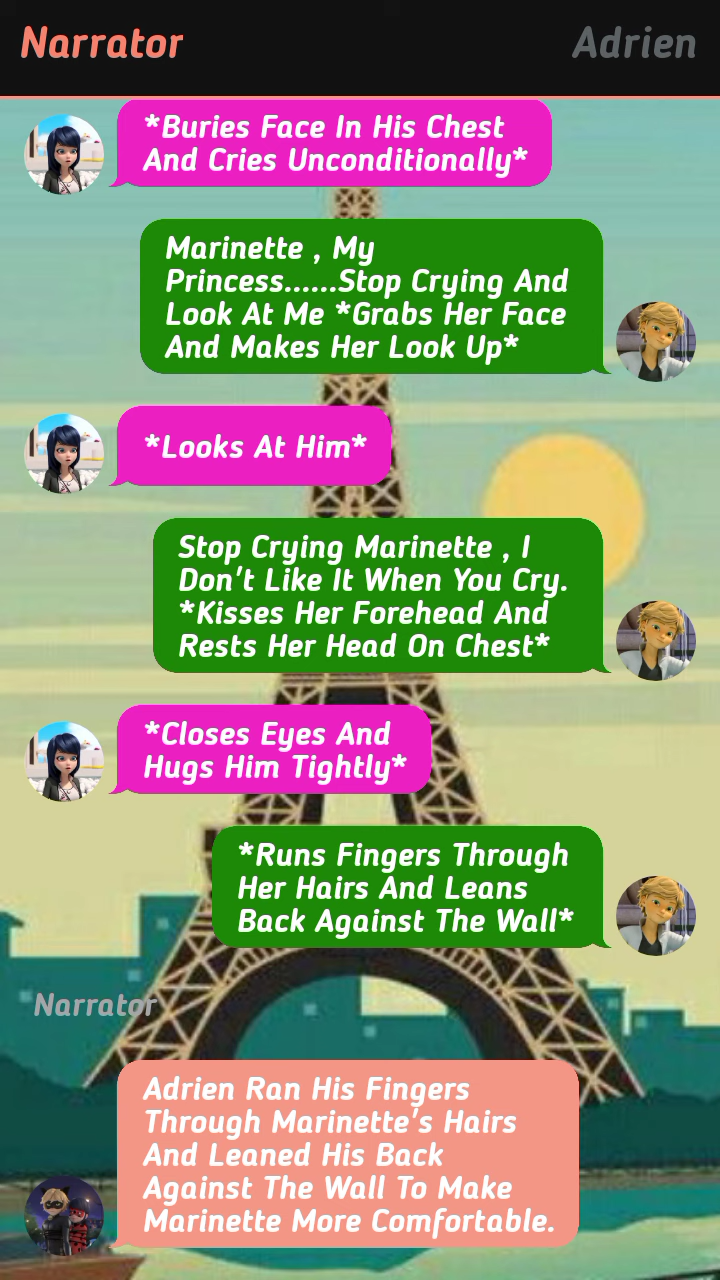 Narrator
Adrien
*Buries Face In His Chest
And Cries Unconditionally*
Marinette , My
Princess......Stop Crying And
Look At Me *Grabs Her Face
And Makes Her Look Up*
*Looks At Him*
Stop Crying Marinette , I
Don't Like It When You Cry.
*Kisses Her Forehead And
Rests Her Head On Chest*
*Closes Eyes And
Hugs Him Tightly*
*Runs Fingers Through
Her Hairs And Leans
Back Against The Wall*
Narrator
Adrien Ran His Fingers
Through Marinette's Hairs
And Leaned His Back
Against The Wall To Make
Marinette More Comfortable.